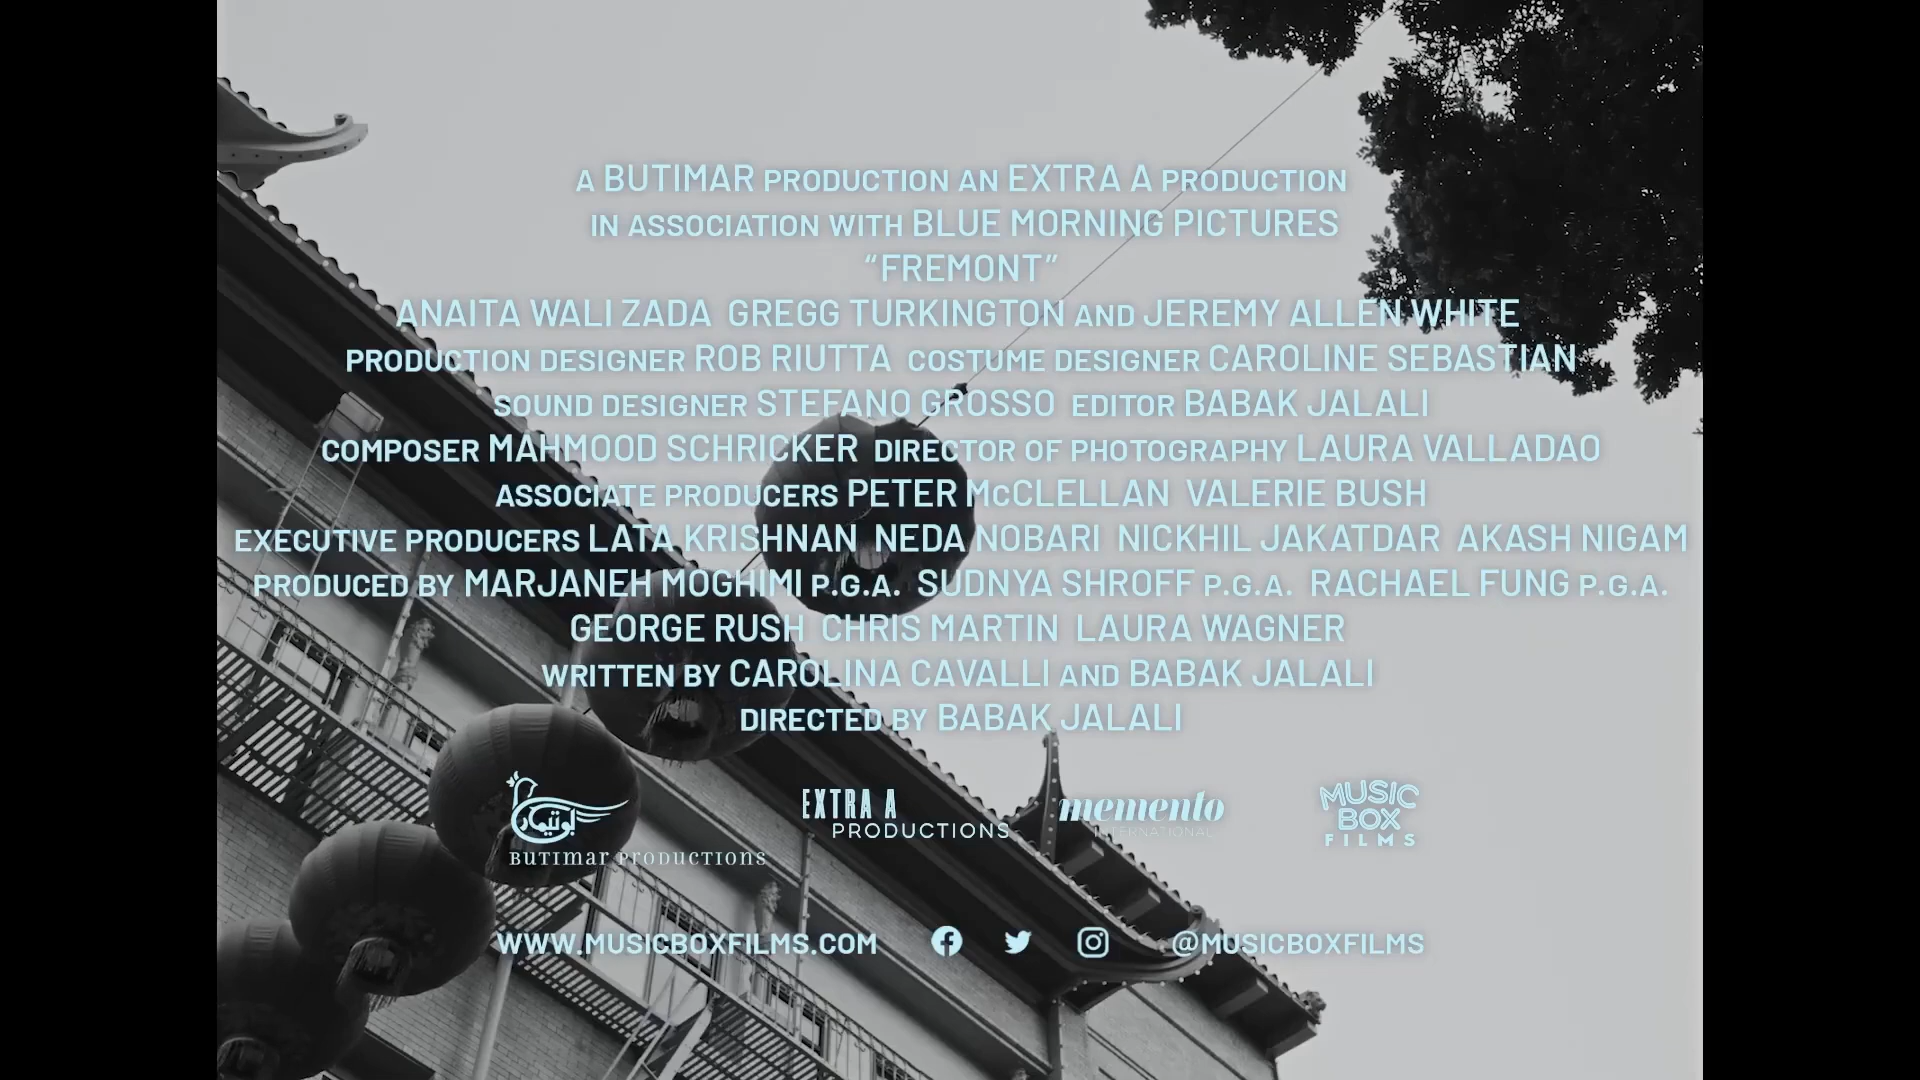 A BUTIMAR PRODUCTION AN EXTRA A PRODUCTION
IN ASSOCIATION WITH BLUE MORNING PICTURES
“FREMONT”
ANAITA WALI ZADA GREGG TURKINGTON AND JEREMY ALLEN WHITE
PRODUCTION DESIGNER ROB RIUTTA COSTUME DESIGNER CAROLINE SEBASTIAN
SOUND DESIGNER STEFANO GROSSO EDITOR BABAK JALALI
COMPOSER MAHMOOD SCHRICKER DIRECTOR OF PHOTOGRAPHY LAURA VALLADAO
ASSOCIATE PRODUCERS PETER McCLELLAN VALERIE BUSH
EXECUTIVE PRODUCERS LATA KRISHNAN NEDA NOBARI NICKHIL JAKATDAR AKASH NIGAM
PRODUCED BY MARJANEH MOGHIMI P.G.A. SUDNYA SHROFF P.G.A. RACHAEL FUNG P.G.A.
GEORGE RUSH CHRIS MARTIN LAURA WAGNER
WRITTEN BY CAROLINA CAVALLI AND BABAK JALALI
DIRECTED BY BABAK JALALI
بوتیمار
BUTIMAR PRODUCTIONS
EXTRA A
PRODUCTIONS
memento
INTERNATIONAL
MUSIC
BOX
FILMS
WWW.MUSICBOXFILMS.COM @MUSICBOXFILMS